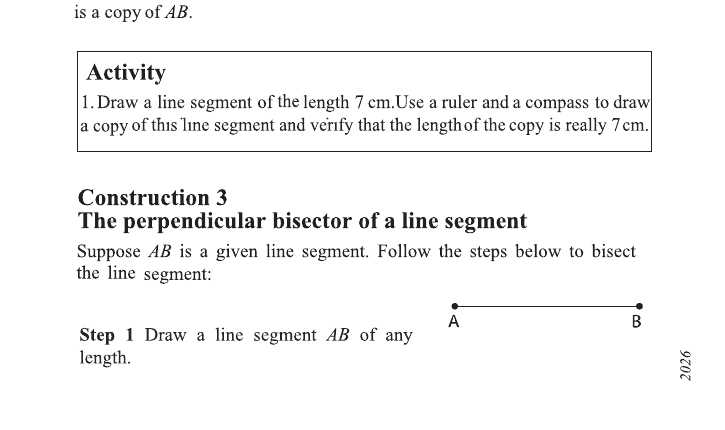 is a copy of AB.
Activity
1.Draw a line segment of the length 7 cm.Use a ruler and a compass to draw
a copy of this line segment and verify that the length of the copy is really 7cm.
Construction 3
The perpendicular bisector of a line segment
Suppose AB is a given line segment. Follow the steps below to bisect
the line segment:
A B
Step 1 Draw a line segment AB of any
length.
2026